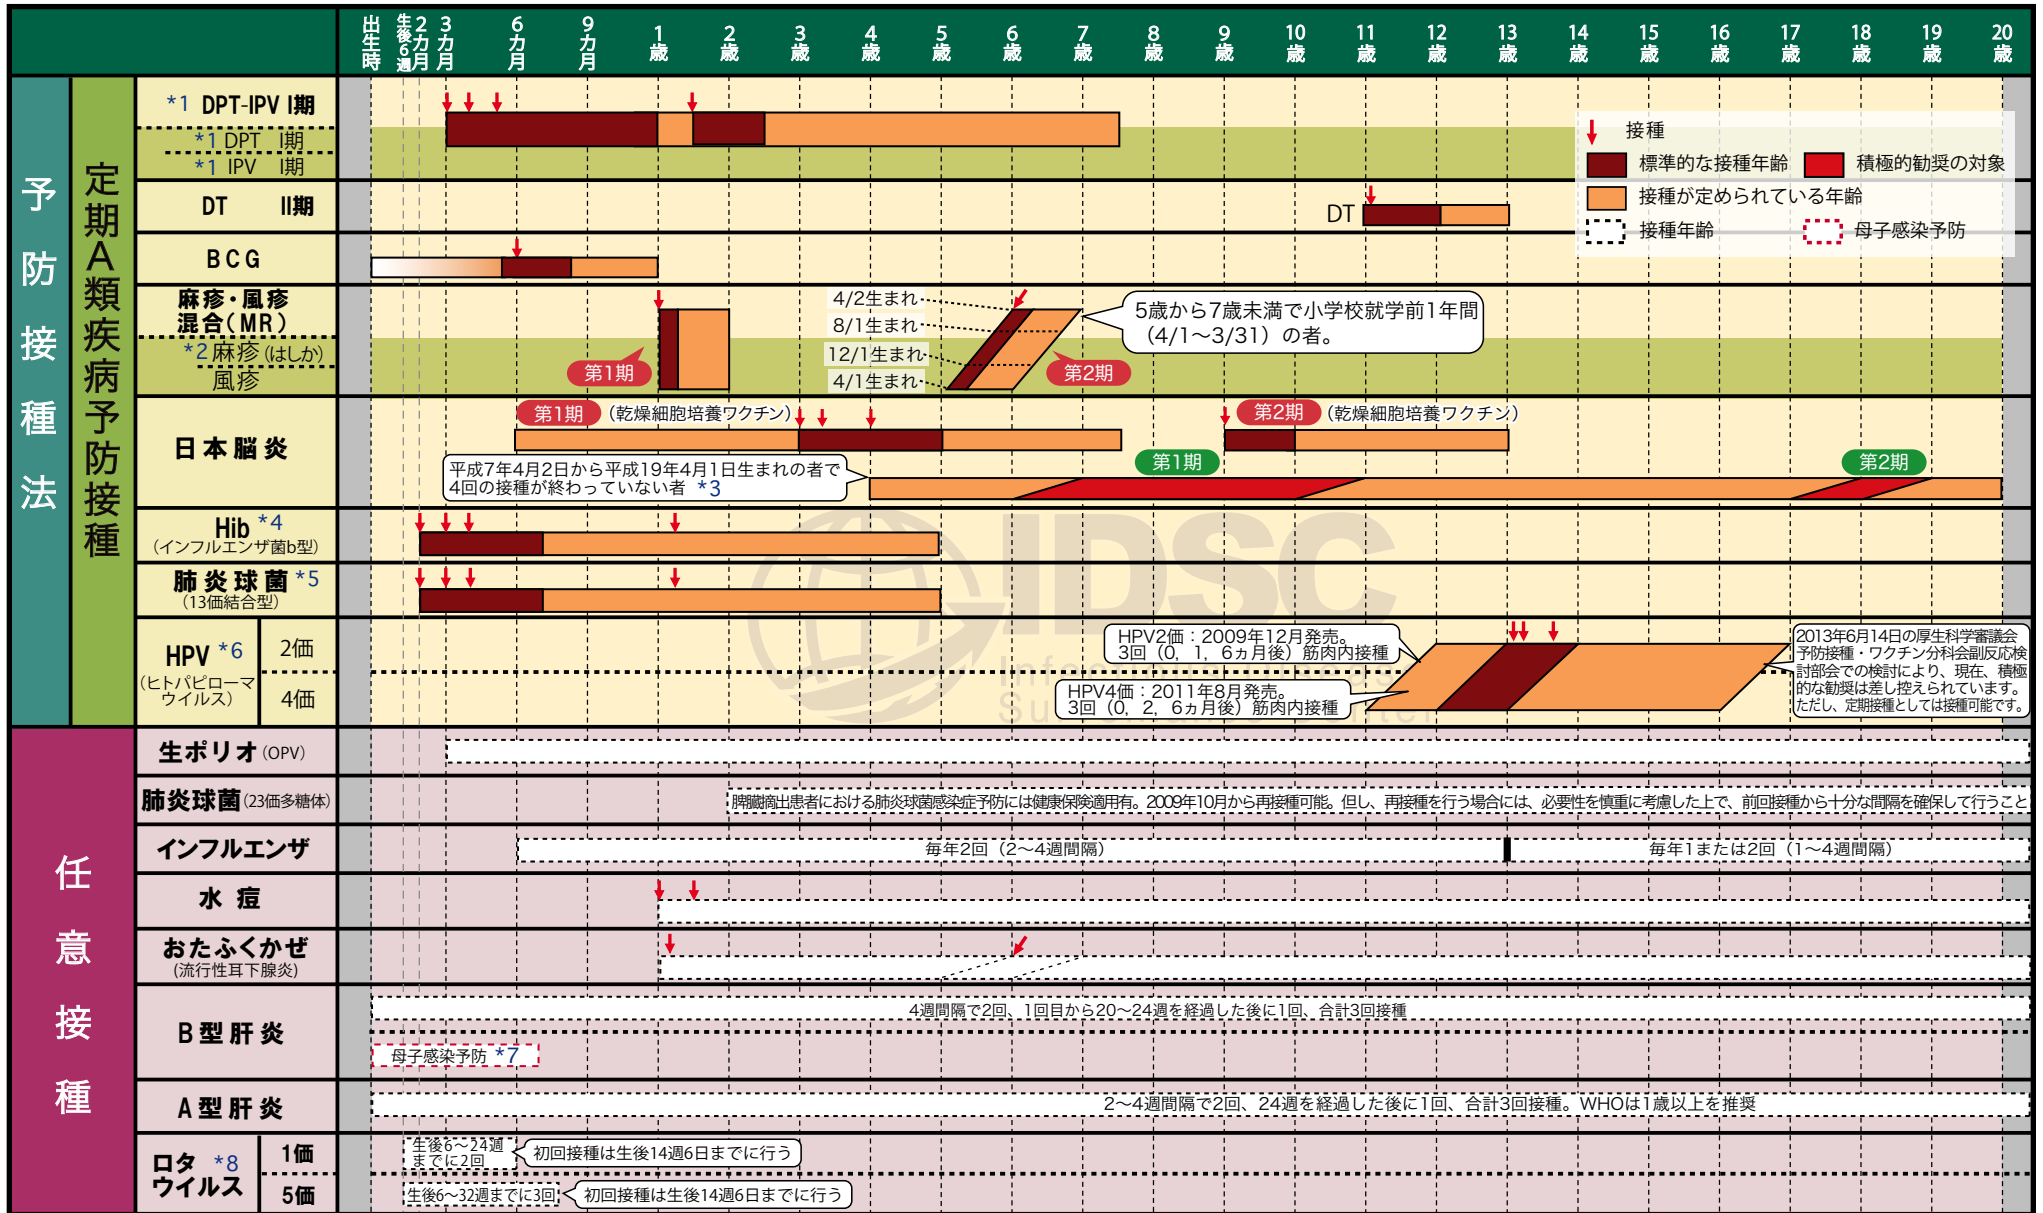 出生時 生後6週 2カ月 3カ月 6カ月 9カ月 1歳 2歳 3歳 4歳 5歳 6歳 7歳 8歳 9歳 10歳 11歳 12歳 13歳 14歳 15歳 16歳 17歳 18歳 19歳 20歳
予防接種法
定期A類疾病予防接種
*1 DPT-IPV I期
*1 DPT I期
*1 IPV I期
接種
標準的な接種年齢 積極的勧奨の対象
接種が定められている年齢
接種年齢 母子感染予防
DT II期
DT
BCG
麻疹・風疹
混合(MR)
*2 麻疹(はしか)
風疹
第1期
4/2生まれ
8/1生まれ
12/1生まれ
4/1生まれ
5歳から7歳未満で小学校就学前1年間
(4/1〜3/31)の者。
第2期
日本脳炎
第1期 (乾燥細胞培養ワクチン)
第2期 (乾燥細胞培養ワクチン)
平成7年4月2日から平成19年4月1日生まれの者で
4回の接種が終わっていない者 *3
第1期
第2期
Hib *4
(インフルエンザ菌b型)
肺炎球菌 *5
(13価結合型)
IDSC
HPV *6
(ヒトパピローマ
ウイルス)
2価
4価
HPV2価:2009年12月発売。
3回(0, 1, 6ヵ月後)筋肉内接種
HPV4価:2011年8月発売。
3回(0, 2, 6ヵ月後)筋肉内接種
2013年6月14日の厚生科学審議会
予防接種・ワクチン分科会副反応検
討部会での検討により、現在、積極
的な勧奨は差し控えられています。
ただし、定期接種としては接種可能です。
任意接種
生ポリオ(OPV)
肺炎球菌(23価多糖体)
脾臓摘出患者における肺炎球菌感染症予防には健康保険適用有。2009年10月から再接種可能。但し、再接種を行う場合には、必要性を慎重に考慮した上で、前回接種から十分な間隔を確保して行うこと
インフルエンザ
毎年2回(2〜4週間隔)
毎年1または2回(1〜4週間隔)
水痘
おたふくかぜ
(流行性耳下腺炎)
B型肝炎
4週間隔で2回、1回目から20〜24週を経過した後に1回、合計3回接種
母子感染予防 *7
A型肝炎
2〜4週間隔で2回、24週を経過した後に1回、合計3回接種。WHOは1歳以上を推奨
ロタ *8
ウイルス
1価
生後6〜24週
までに2回
初回接種は生後14週6日までに行う
5価
生後6〜32週までに3回
初回接種は生後14週6日までに行う